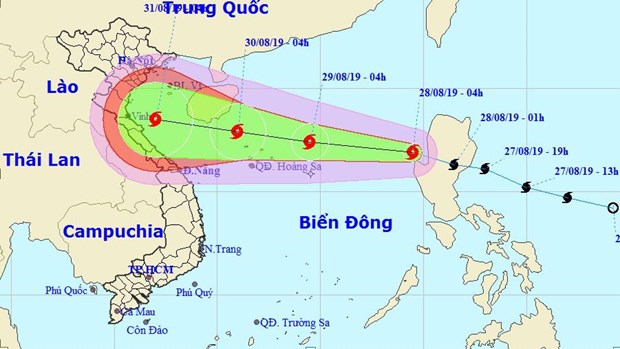 31/08/19 -
Trung Quốc
30/08/19 - 04h
Hà Nội
29/08/19 - 04h
Lào
BL.Vĩ
28/08/19 - 04h
28/08/19 - 01h
Vinh
27/08/19 - 19h
Thái Lan
QĐ. Hoàng Sa
Đ.Nẵng
27/08/19 - 13h
Campuchia
Biển Đông
2
N.Trang
TP.HCM
Phú Quốc
Phú Quý
Cà Mau
Côn Đảo
QĐ. Trường Sa